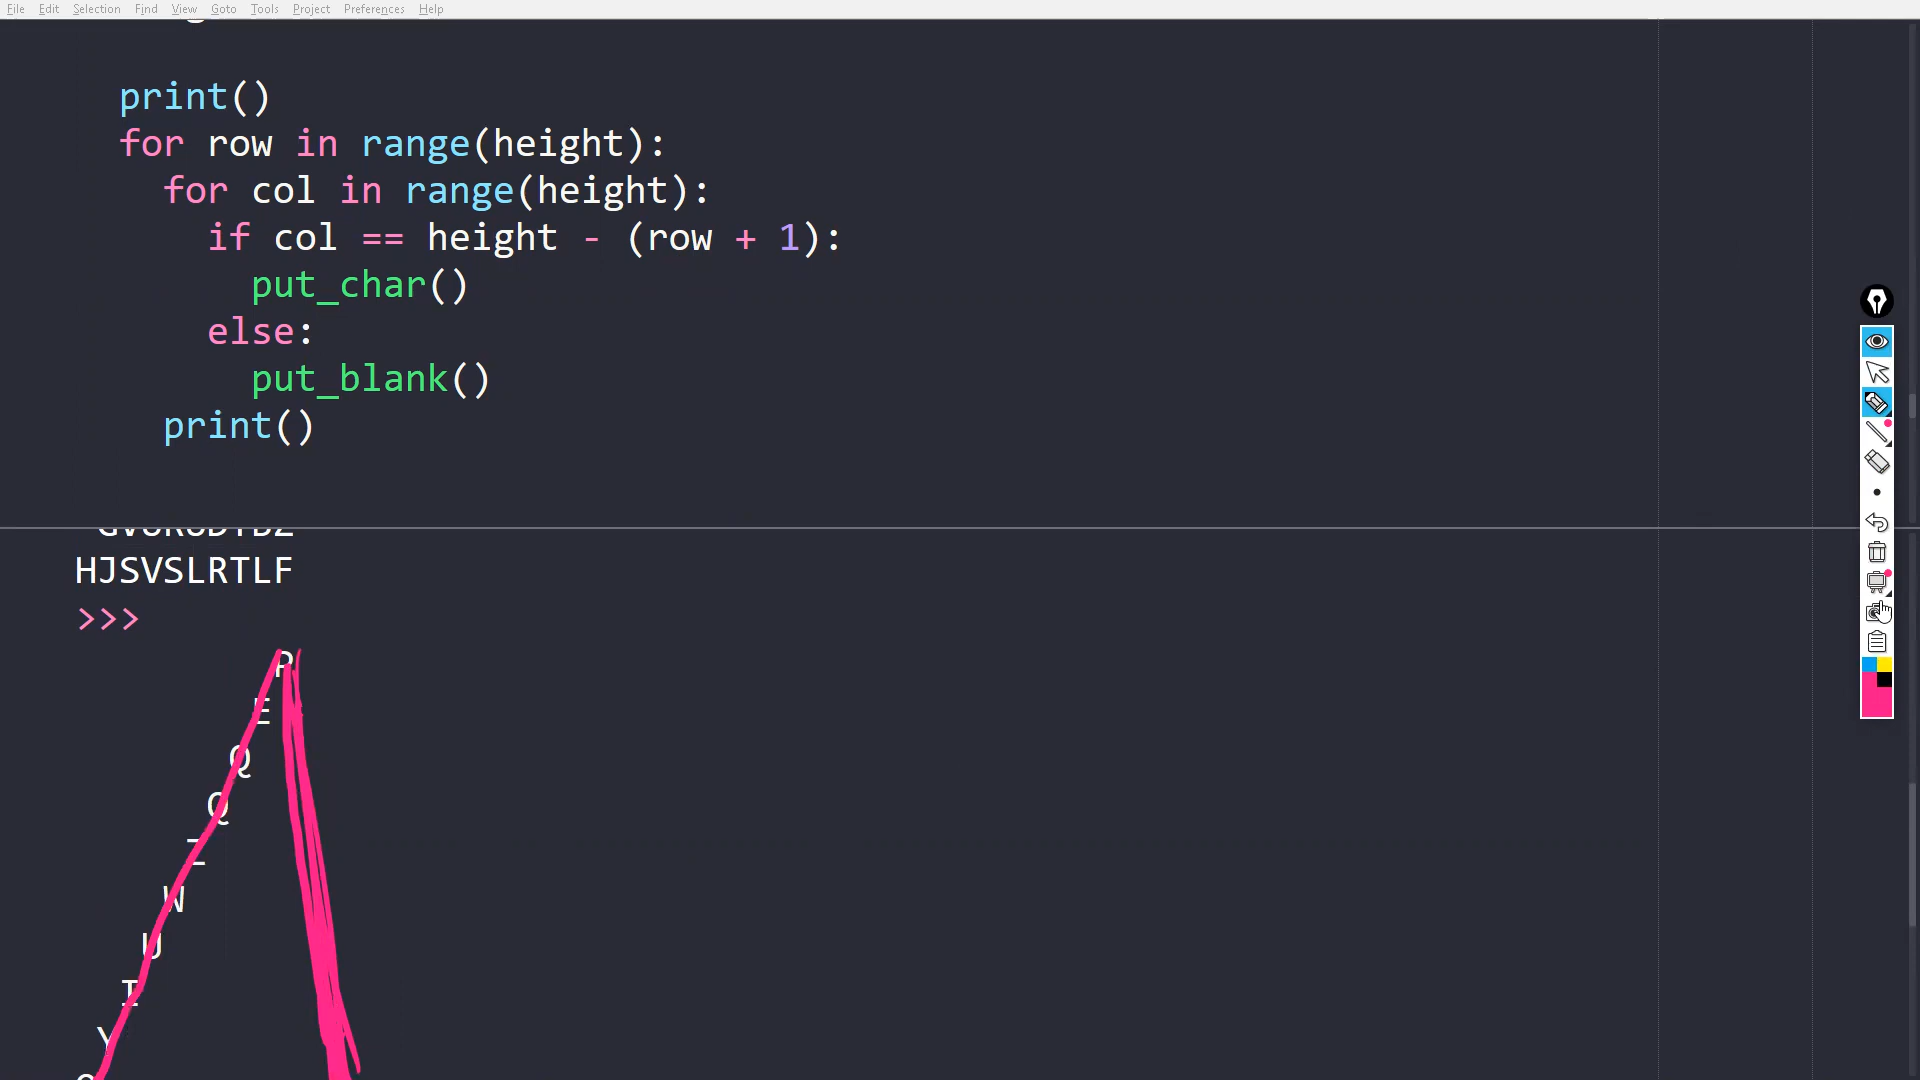 File Edit Selection Find View Goto Tools Project Preferences Help
print()
for row in range(height):
for col in range(height):
if col == height - (row + 1):
put_char()
else:
put_blank()
print()
HJSVSLRTLF
>>>
P
E
Q
Q
Z
W
U
I
Y